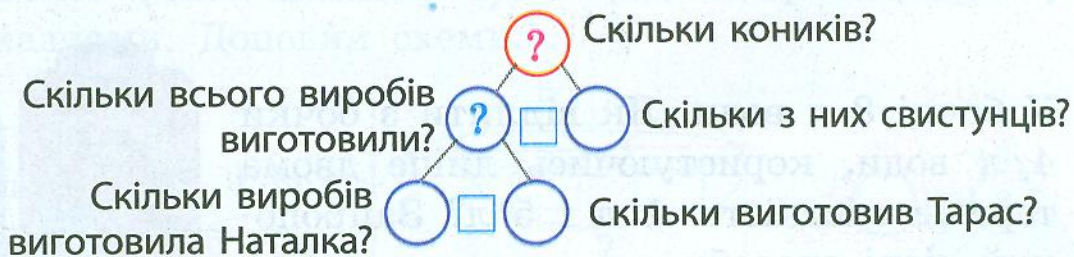 ? Скільки коників?
Скільки всього виробів
виготовили?
? Скільки з них свистунців?
Скільки виробів
виготовила Наталка?
Скільки виготовив Тарас?